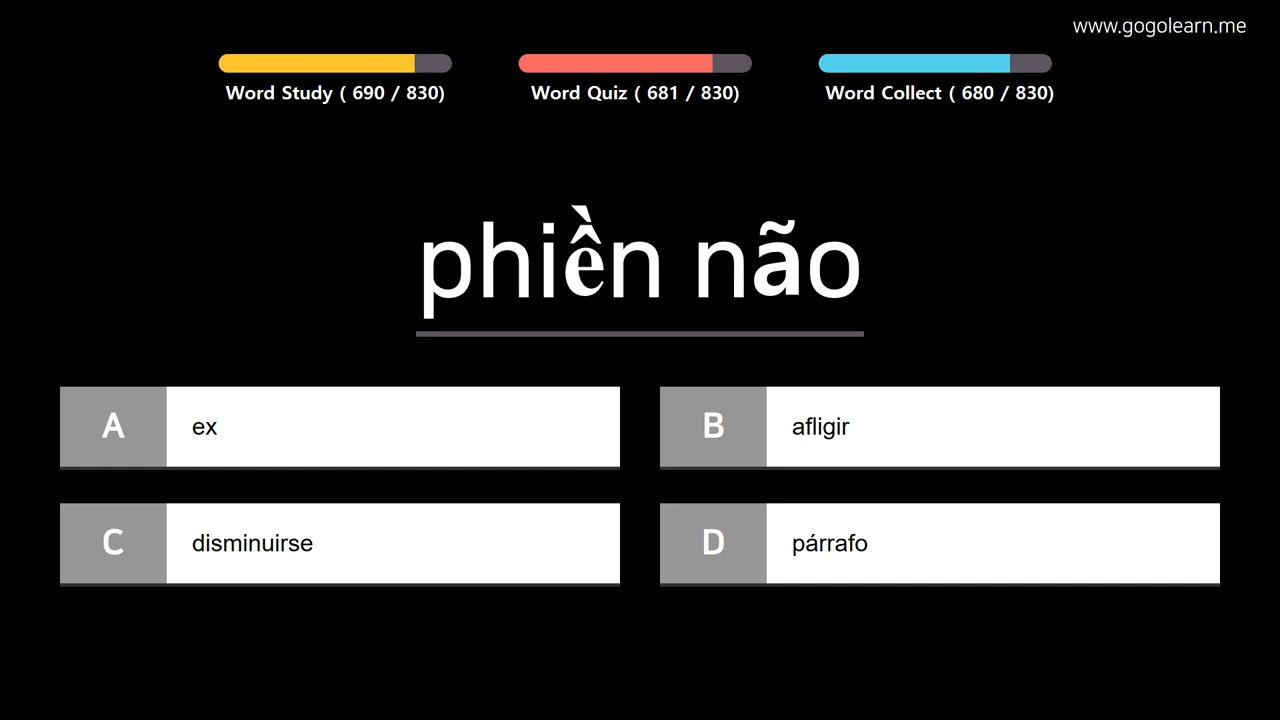 www.gogolearn.me
Word Study ( 690 / 830)
Word Quiz ( 681 / 830)
Word Collect ( 680 / 830)
phiền não
A ex
B afligir
C disminuirse
D párrafo